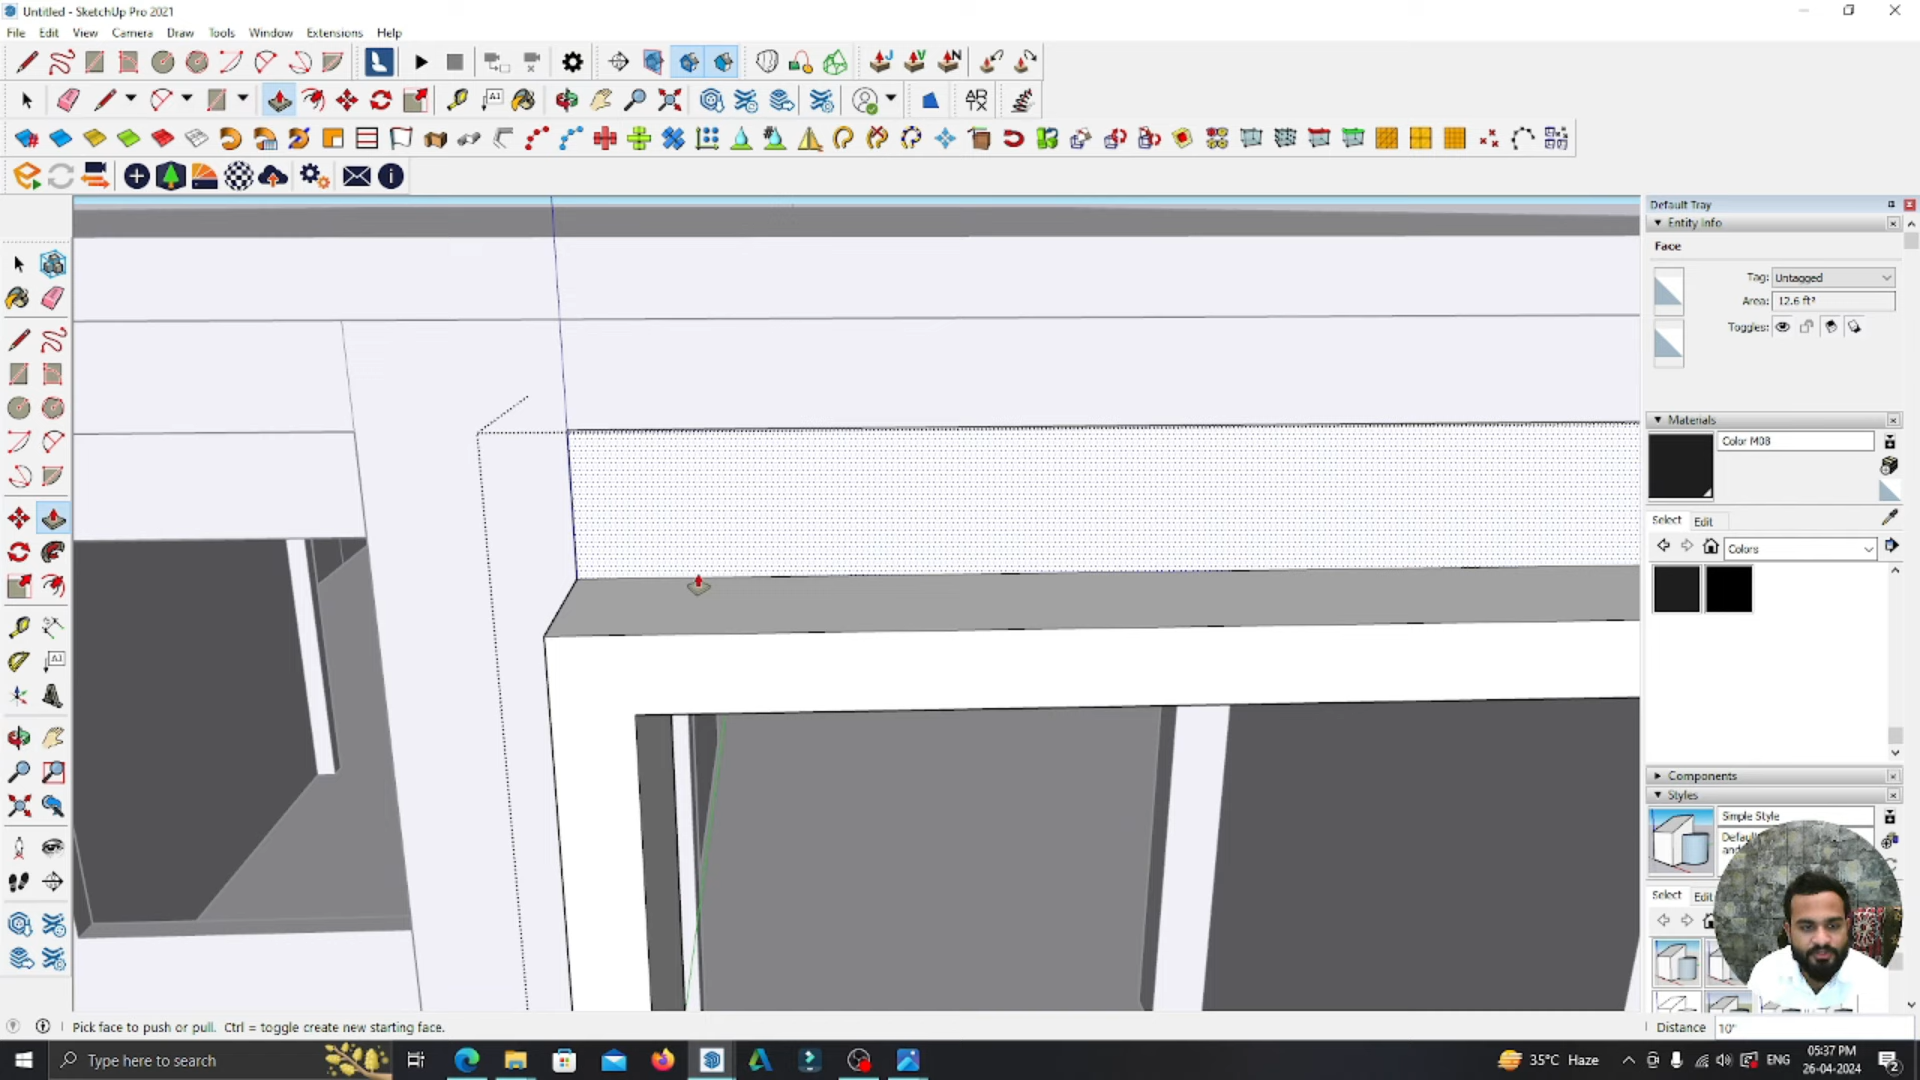 Untitled - SketchUp Pro 2021
File Edit View Camera Draw Tools Window Extensions Help
Default Tray
Entity Info
Face
Tag: Untagged
Area: 12.6 ft²
Toggles:
Materials
Color M08
Select Edit
Colors
Components
Styles
Simple Style
Select
Pick face to push or pull. Ctrl = toggle create new starting face.
Distance 10"
Type here to search
35°C Haze
ENG
05:37 PM
26-04-2024
2